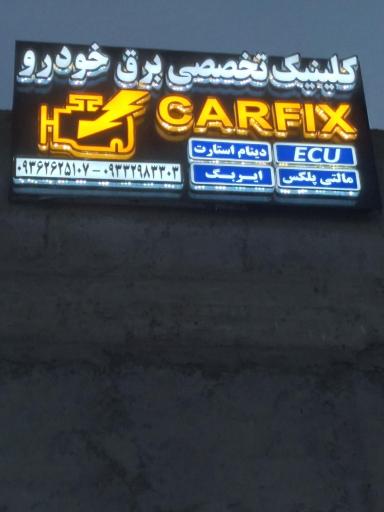 کلینیک تخصصی برق خودرو
CARFIX
ECU
دینام استارت
مالتی پلکس
ایربگ
۰۹۳۶۲۶۲۵۱۰۷ - ۰۹۳۳۲۹۸۳۳۰۳